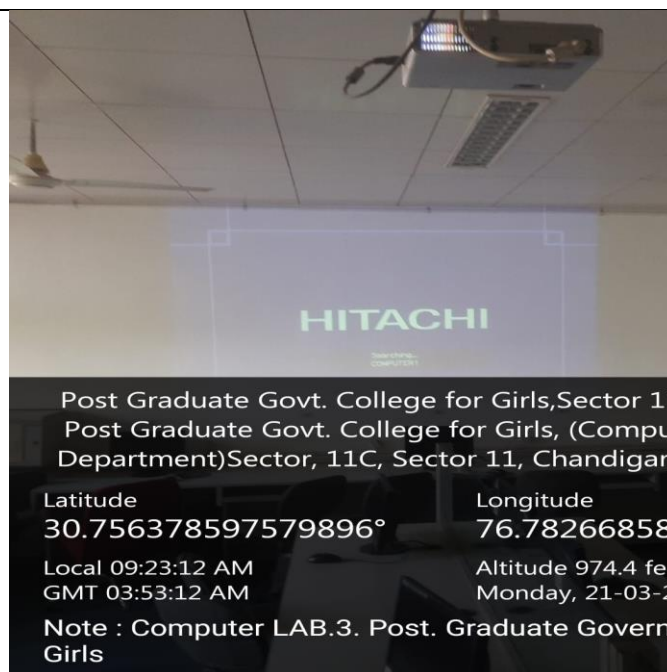 HITACHI
Searching...
COMPUTER1
Post Graduate Govt. College for Girls,Sector 1
Post Graduate Govt. College for Girls, (Compu
Department)Sector, 11C, Sector 11, Chandigar
Latitude
30.756378597579896°
Longitude
76.78266858
Local 09:23:12 AM
GMT 03:53:12 AM
Altitude 974.4 fe
Monday, 21-03-2
Note : Computer LAB.3. Post. Graduate Govern
Girls